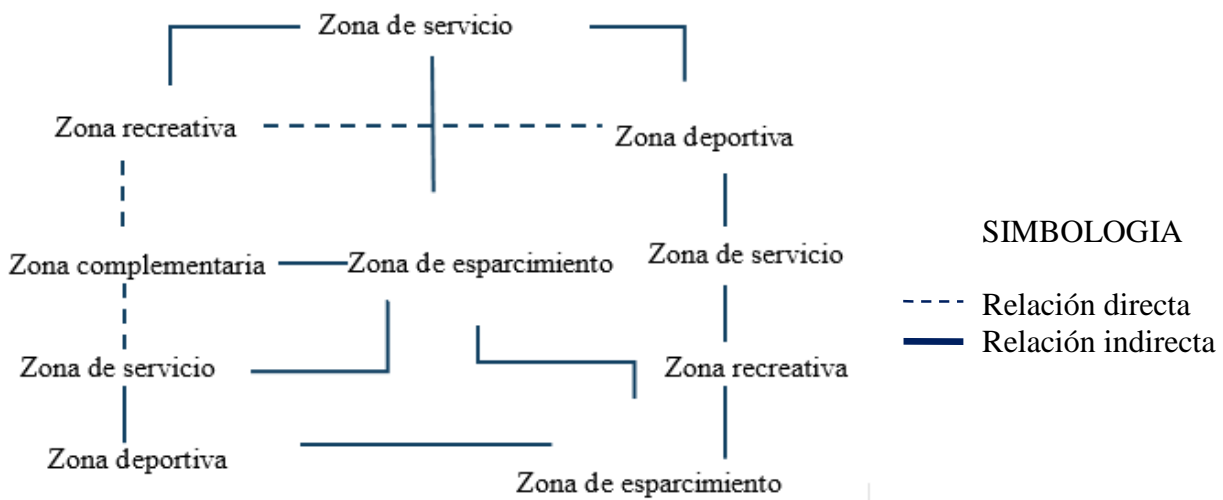 Zona de servicio
Zona recreativa
Zona deportiva
Zona complementaria
Zona de esparcimiento
Zona de servicio
Zona de servicio
Zona recreativa
Zona deportiva
Zona de esparcimiento
SIMBOLOGIA
Relación directa
Relación indirecta